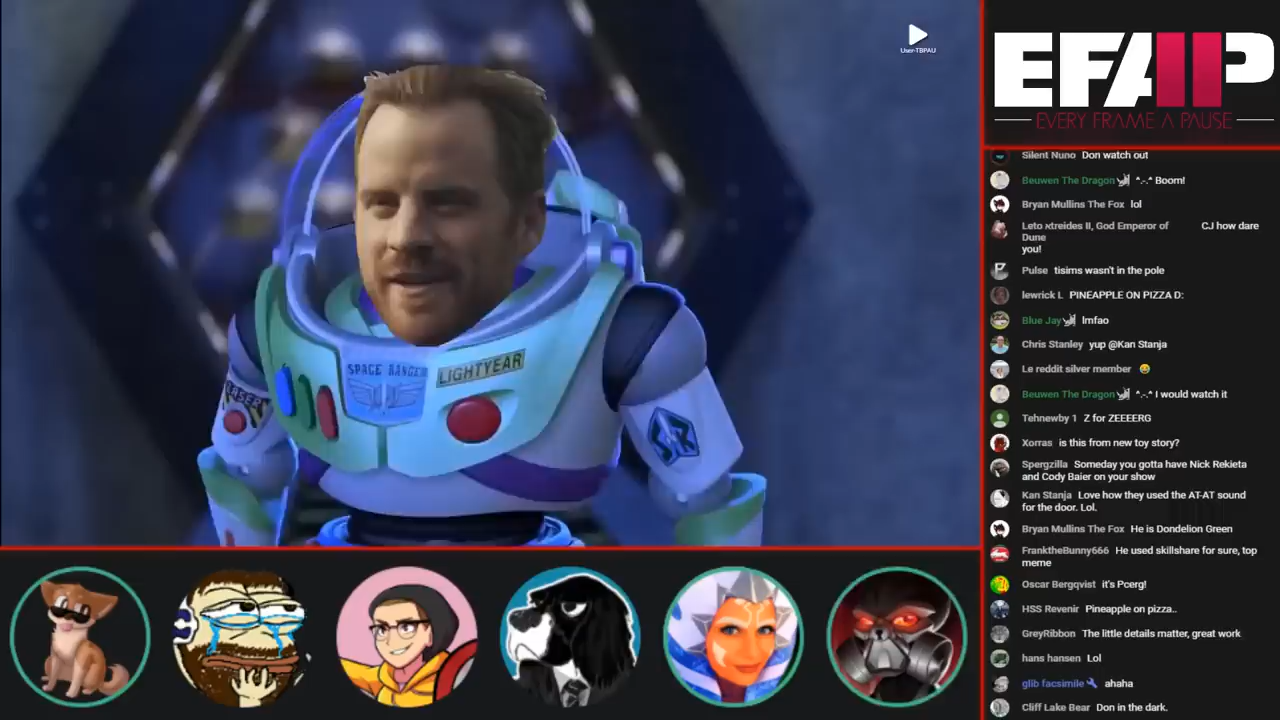 User-TBPAU
SPACE RANGER
LIGHTYEAR
LASER
EFAP
EVERY FRAME A PAUSE
Silent Nuno Don watch out
Beuwen The Dragon ^.-.^ Boom!
Bryan Mullins The Fox lol
Leto Xtreides II, God Emperor of CJ how dare
Dune
you!
Pulse tisims wasn't in the pole
lewrick L PINEAPPLE ON PIZZA D:
Blue Jay lmfao
Chris Stanley yup @Kan Stanja
Le reddit silver member 😂
Beuwen The Dragon ^.-.^ I would watch it
Tehnewby 1 Z for ZEEEERG
Xorras is this from new toy story?
Spergzilla Someday you gotta have Nick Rekieta
and Cody Baier on your show
Kan Stanja Love how they used the AT-AT sound
for the door. Lol.
Bryan Mullins The Fox He is Dondelion Green
FranktheBunny666 He used skillshare for sure, top
meme
Oscar Bergqvist it's Pcerg!
HSS Revenir Pineapple on pizza..
GreyRibbon The little details matter, great work
hans hansen Lol
glib facsimile ahaha
Cliff Lake Bear Don in the dark.